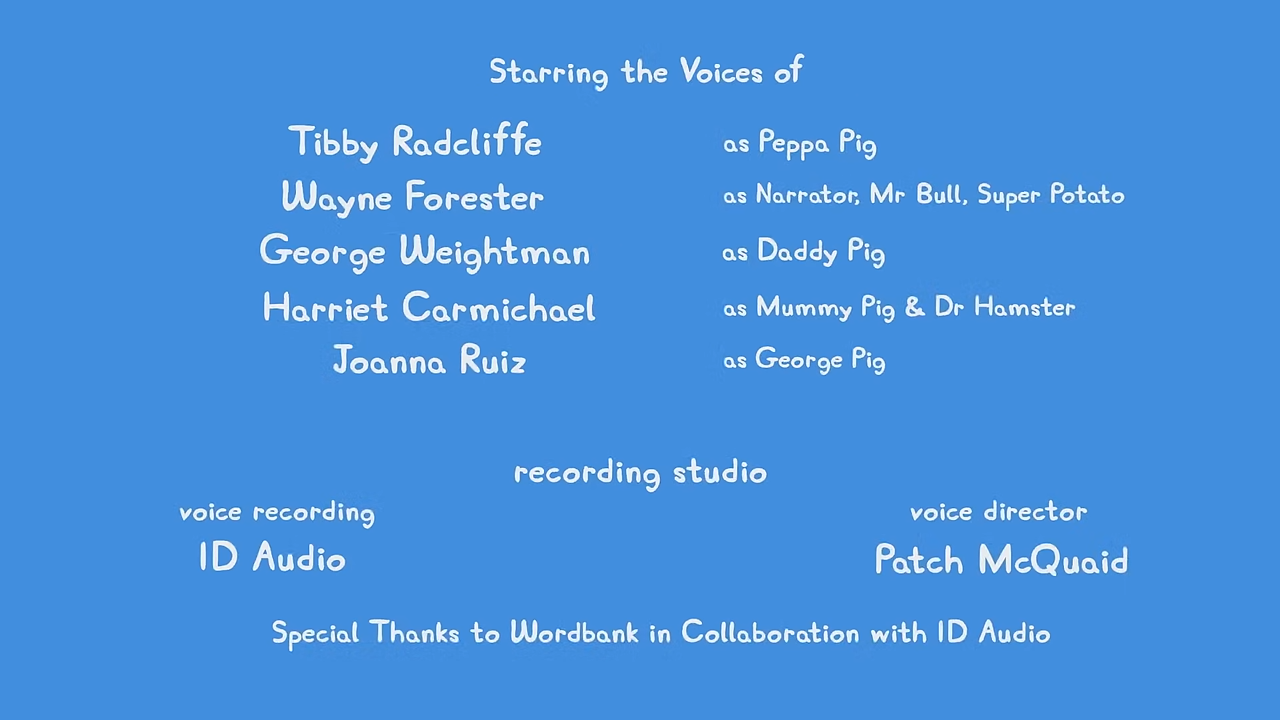 Starring the Voices of
Tibby Radcliffe as Peppa Pig
Wayne Forester as Narrator, Mr Bull, Super Potato
George Weightman as Daddy Pig
Harriet Carmichael as Mummy Pig & Dr Hamster
Joanna Ruiz as George Pig
recording studio
voice recording
ID Audio
voice director
Patch McQuaid
Special Thanks to Wordbank in Collaboration with ID Audio